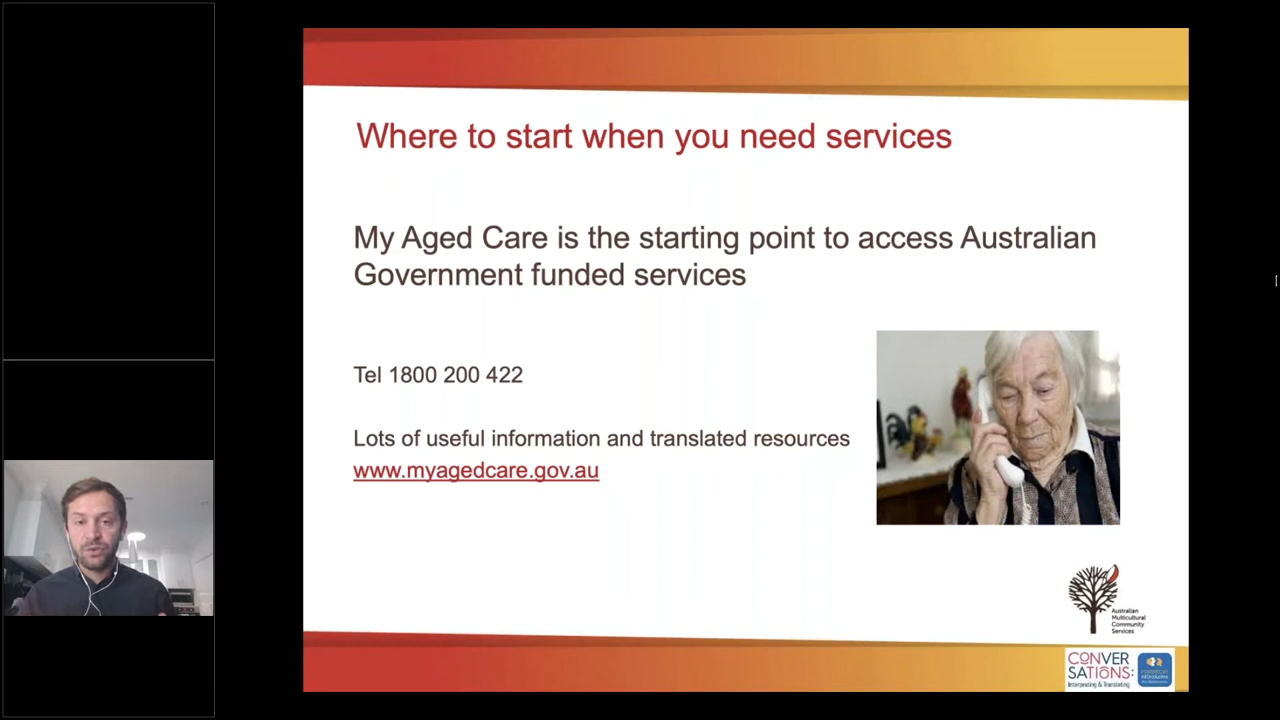 Where to start when you need services
My Aged Care is the starting point to access Australian
Government funded services
Tel 1800 200 422
Lots of useful information and translated resources
www.myagedcare.gov.au
Australian
Multicultural
Community
Services
CONVER
SATIONS:
Interpreting & Translating